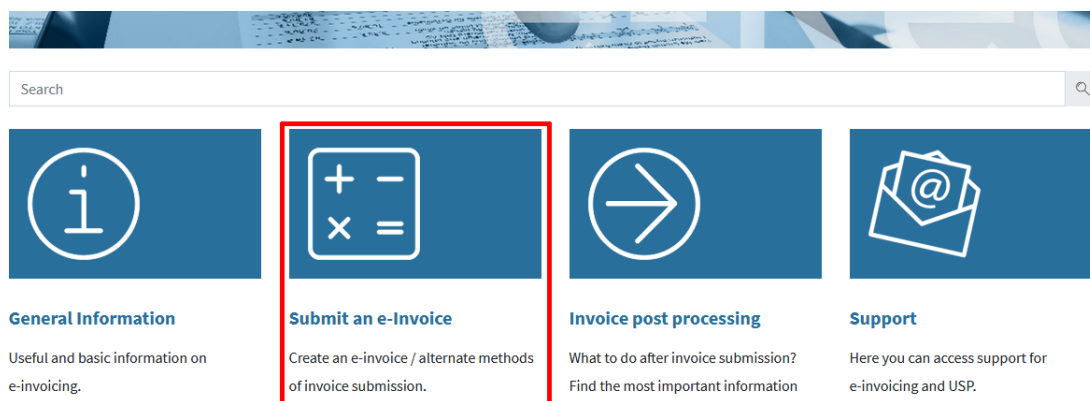 Search
General Information
Submit an e-Invoice
Invoice post processing
Support
Useful and basic information on
e-invoicing.
Create an e-invoice / alternate methods
of invoice submission.
What to do after invoice submission?
Find the most important information
Here you can access support for
e-invoicing and USP.